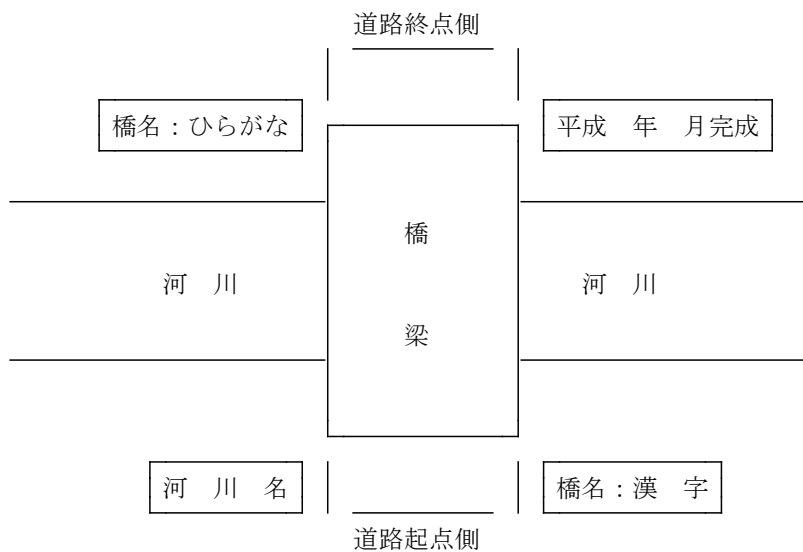 道路終点側
橋名：ひらがな
平成　年　月完成
橋
河　川
河　川
梁
河　川　名
橋名：漢　字
道路起点側